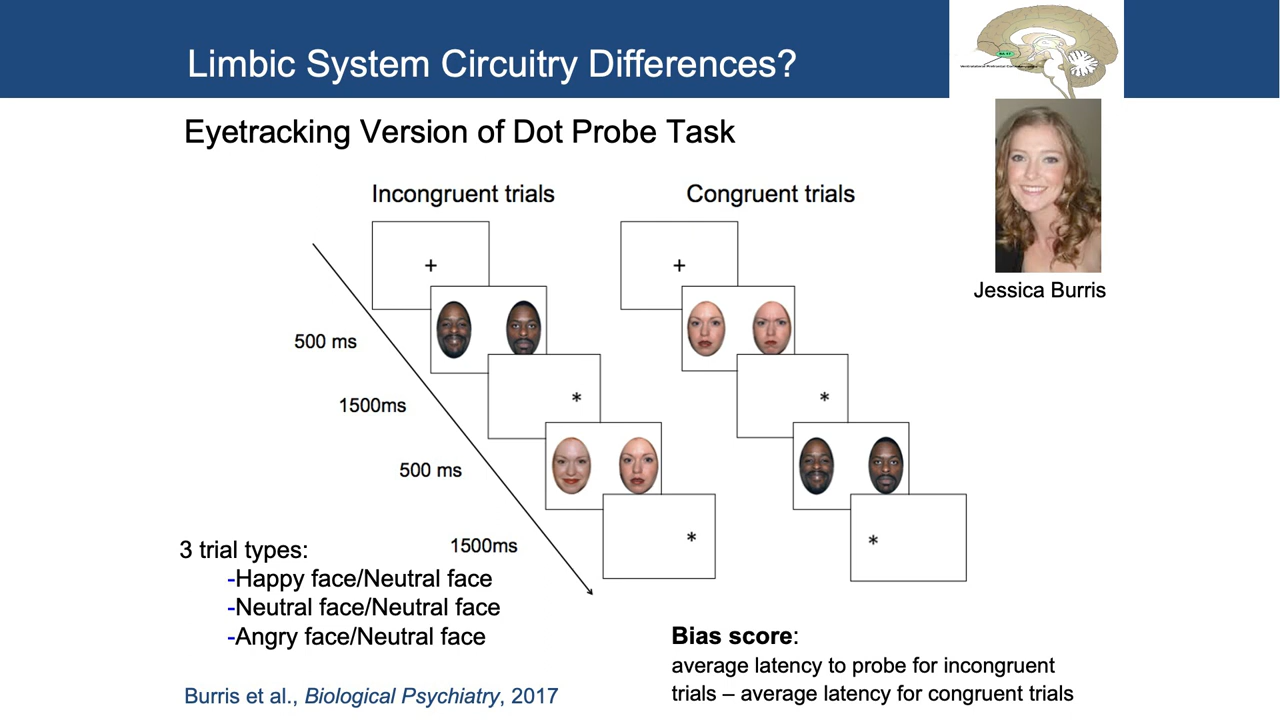 Limbic System Circuitry Differences?
Eyetracking Version of Dot Probe Task
Incongruent trials
Congruent trials
+
+
Jessica Burris
500 ms
1500ms
*
*
500 ms
1500ms
*
*
3 trial types:
-Happy face/Neutral face
-Neutral face/Neutral face
-Angry face/Neutral face
Bias score:
average latency to probe for incongruent
trials – average latency for congruent trials
Burris et al., Biological Psychiatry, 2017